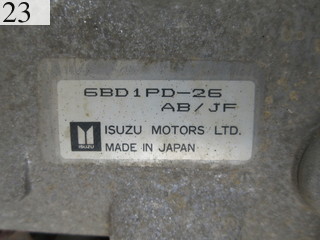 23
6BD1PD-26
AB/JF
ISUZU MOTORS LTD.
ISUZU
MADE IN JAPAN